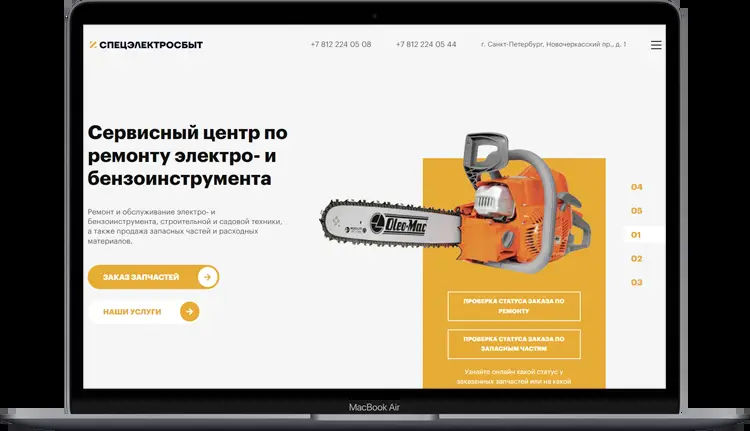 СПЕЦЭЛЕКТРОСБЫТ
+7 812 224 05 08
+7 812 224 05 44
г. Санкт-Петербург, Новочеркасский пр., д. 1
Сервисный центр по
ремонту электро- и
бензоинструмента
Ремонт и обслуживание электро- и
бензоинструмента, строительной и садовой техники,
а также продажа запасных частей и расходных
материалов.
ЗАКАЗ ЗАПЧАСТЕЙ
НАШИ УСЛУГИ
Oleo-Mac
04
05
01
02
03
ПРОВЕРКА СТАТУСА ЗАКАЗА ПО
РЕМОНТУ
ПРОВЕРКА СТАТУСА ЗАКАЗА ПО
ЗАПАСНЫМ ЧАСТЯМ
Узнайте онлайн какой статус у
заказанных запчастей или на какой
MacBook Air